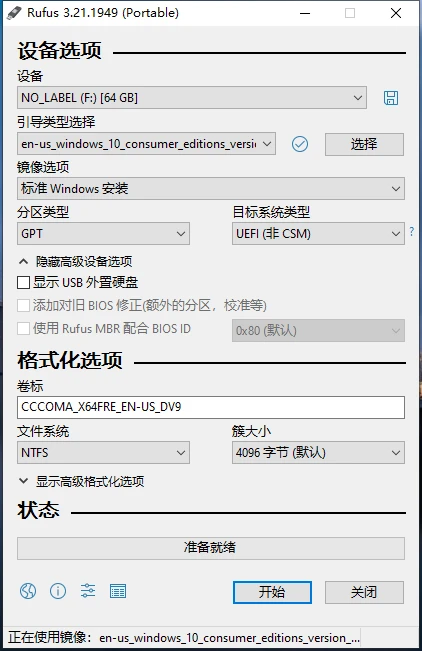 Rufus 3.21.1949 (Portable)
设备选项
设备
NO_LABEL (F:) [64 GB]
引导类型选择
en-us_windows_10_consumer_editions_versi
选择
镜像选项
标准 Windows 安装
分区类型
目标系统类型
GPT
UEFI (非 CSM)
?
隐藏高级设备选项
显示 USB 外置硬盘
添加对旧 BIOS 修正(额外的分区，校准等)
使用 Rufus MBR 配合 BIOS ID
0x80 (默认)
格式化选项
卷标
CCCOMA_X64FRE_EN-US_DV9
文件系统
簇大小
NTFS
4096 字节 (默认)
显示高级格式化选项
状态
准备就绪
开始
关闭
正在使用镜像：en-us_windows_10_consumer_editions_version_...